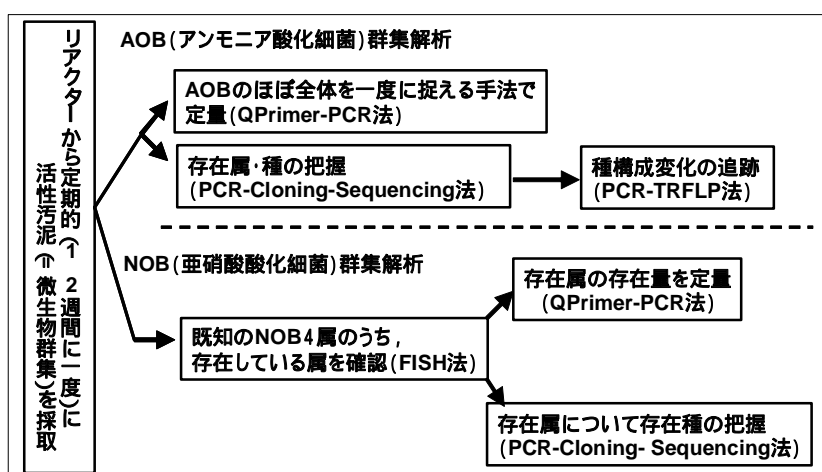 リアクターから定期的(1 2週間に一度)に
活性汚泥(≒微生物群集)を採取
AOB(アンモニア酸化細菌)群集解析
AOBのほぼ全体を一度に捉える手法で
定量(QPrimer-PCR法)
存在属・種の把握
(PCR-Cloning-Sequencing法)
種構成変化の追跡
(PCR-TRFLP法)
NOB(亜硝酸酸化細菌)群集解析
既知のNOB4属のうち,
存在している属を確認(FISH法)
存在属の存在量を定量
(QPrimer-PCR法)
存在属について存在種の把握
(PCR-Cloning- Sequencing法)